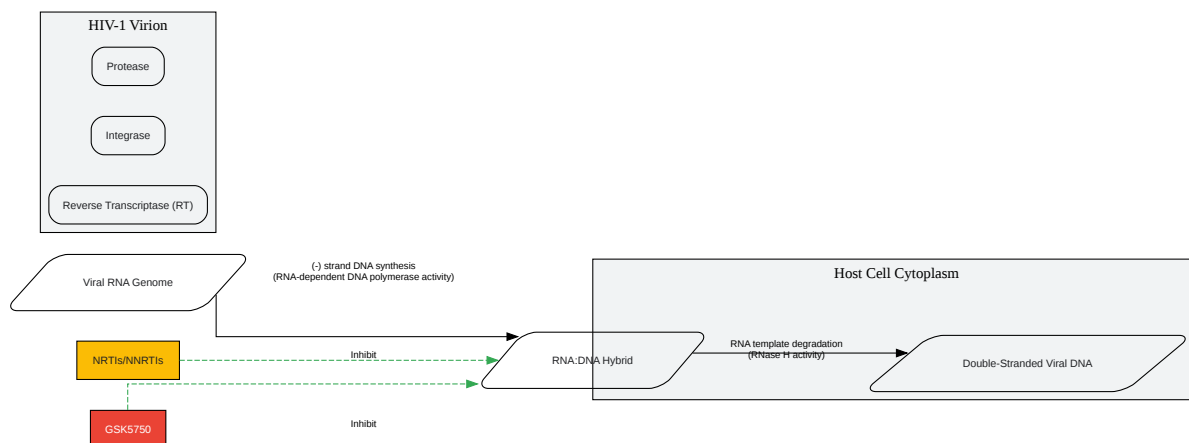 HIV-1 Virion
Protease
Integrase
Reverse Transcriptase (RT)
Viral RNA Genome
(-) strand DNA synthesis
(RNA-dependent DNA polymerase activity)
Host Cell Cytoplasm
NRTIs/NNRTIs
Inhibit
RNA:DNA Hybrid
RNA template degradation
(RNase H activity)
Double-Stranded Viral DNA
GSK5750
Inhibit